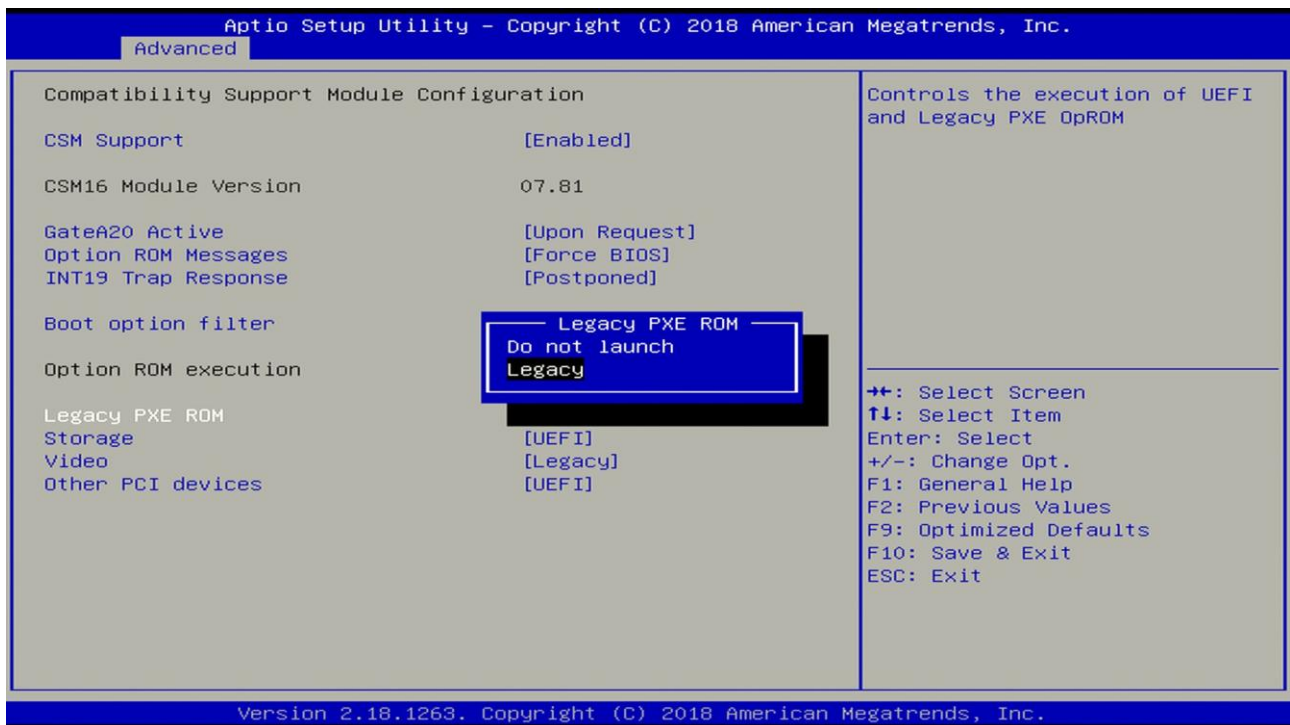 Aptio Setup Utility – Copyright (C) 2018 American Megatrends, Inc.
Advanced
Compatibility Support Module Configuration
CSM Support [Enabled]
CSM16 Module Version 07.81
GateA20 Active [Upon Request]
Option ROM Messages [Force BIOS]
INT19 Trap Response [Postponed]
Boot option filter
Option ROM execution
Legacy PXE ROM
Storage [UEFI]
Video [Legacy]
Other PCI devices [UEFI]
Legacy PXE ROM
Do not launch
Legacy
Controls the execution of UEFI
and Legacy PXE OpROM
→←: Select Screen
↑↓: Select Item
Enter: Select
+/-: Change Opt.
F1: General Help
F2: Previous Values
F9: Optimized Defaults
F10: Save & Exit
ESC: Exit
Version 2.18.1263. Copyright (C) 2018 American Megatrends, Inc.